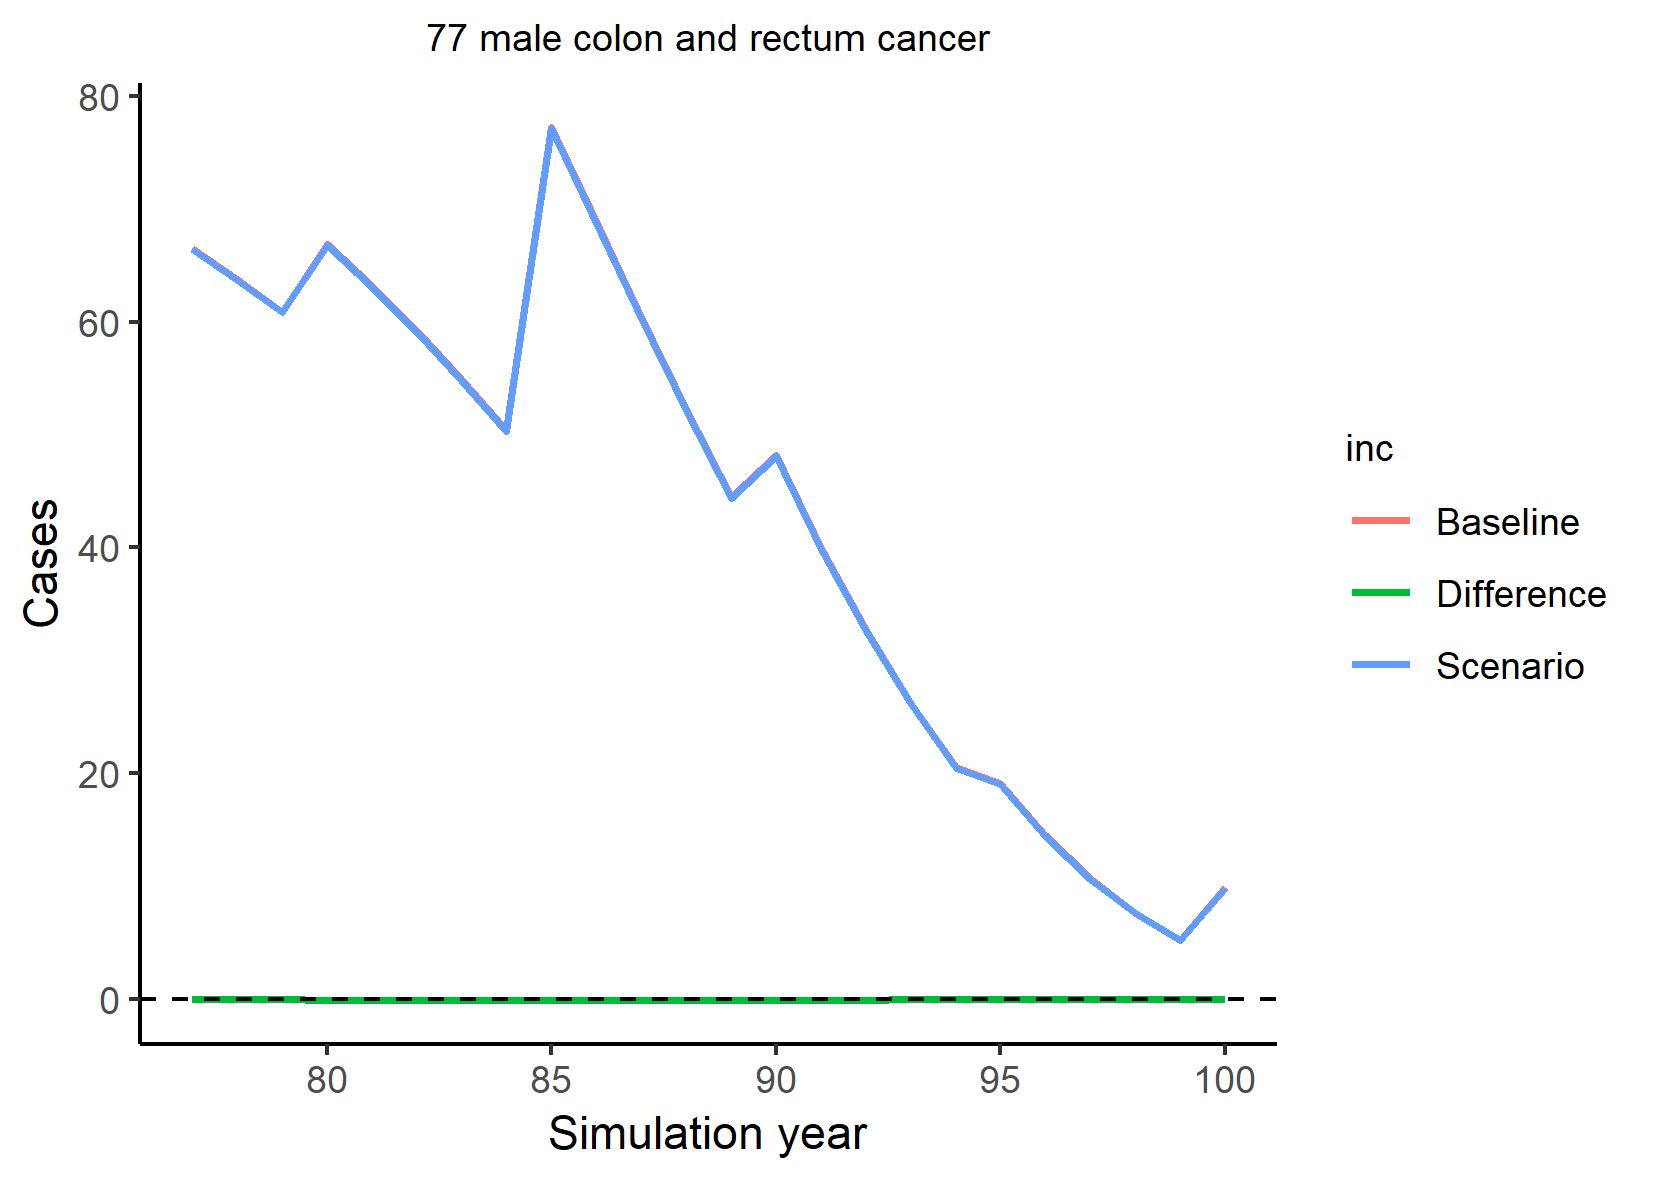 77 male colon and rectum cancer
80
60
40
20
0
Cases
80 85 90 95 100
Simulation year
inc
Baseline
Difference
Scenario